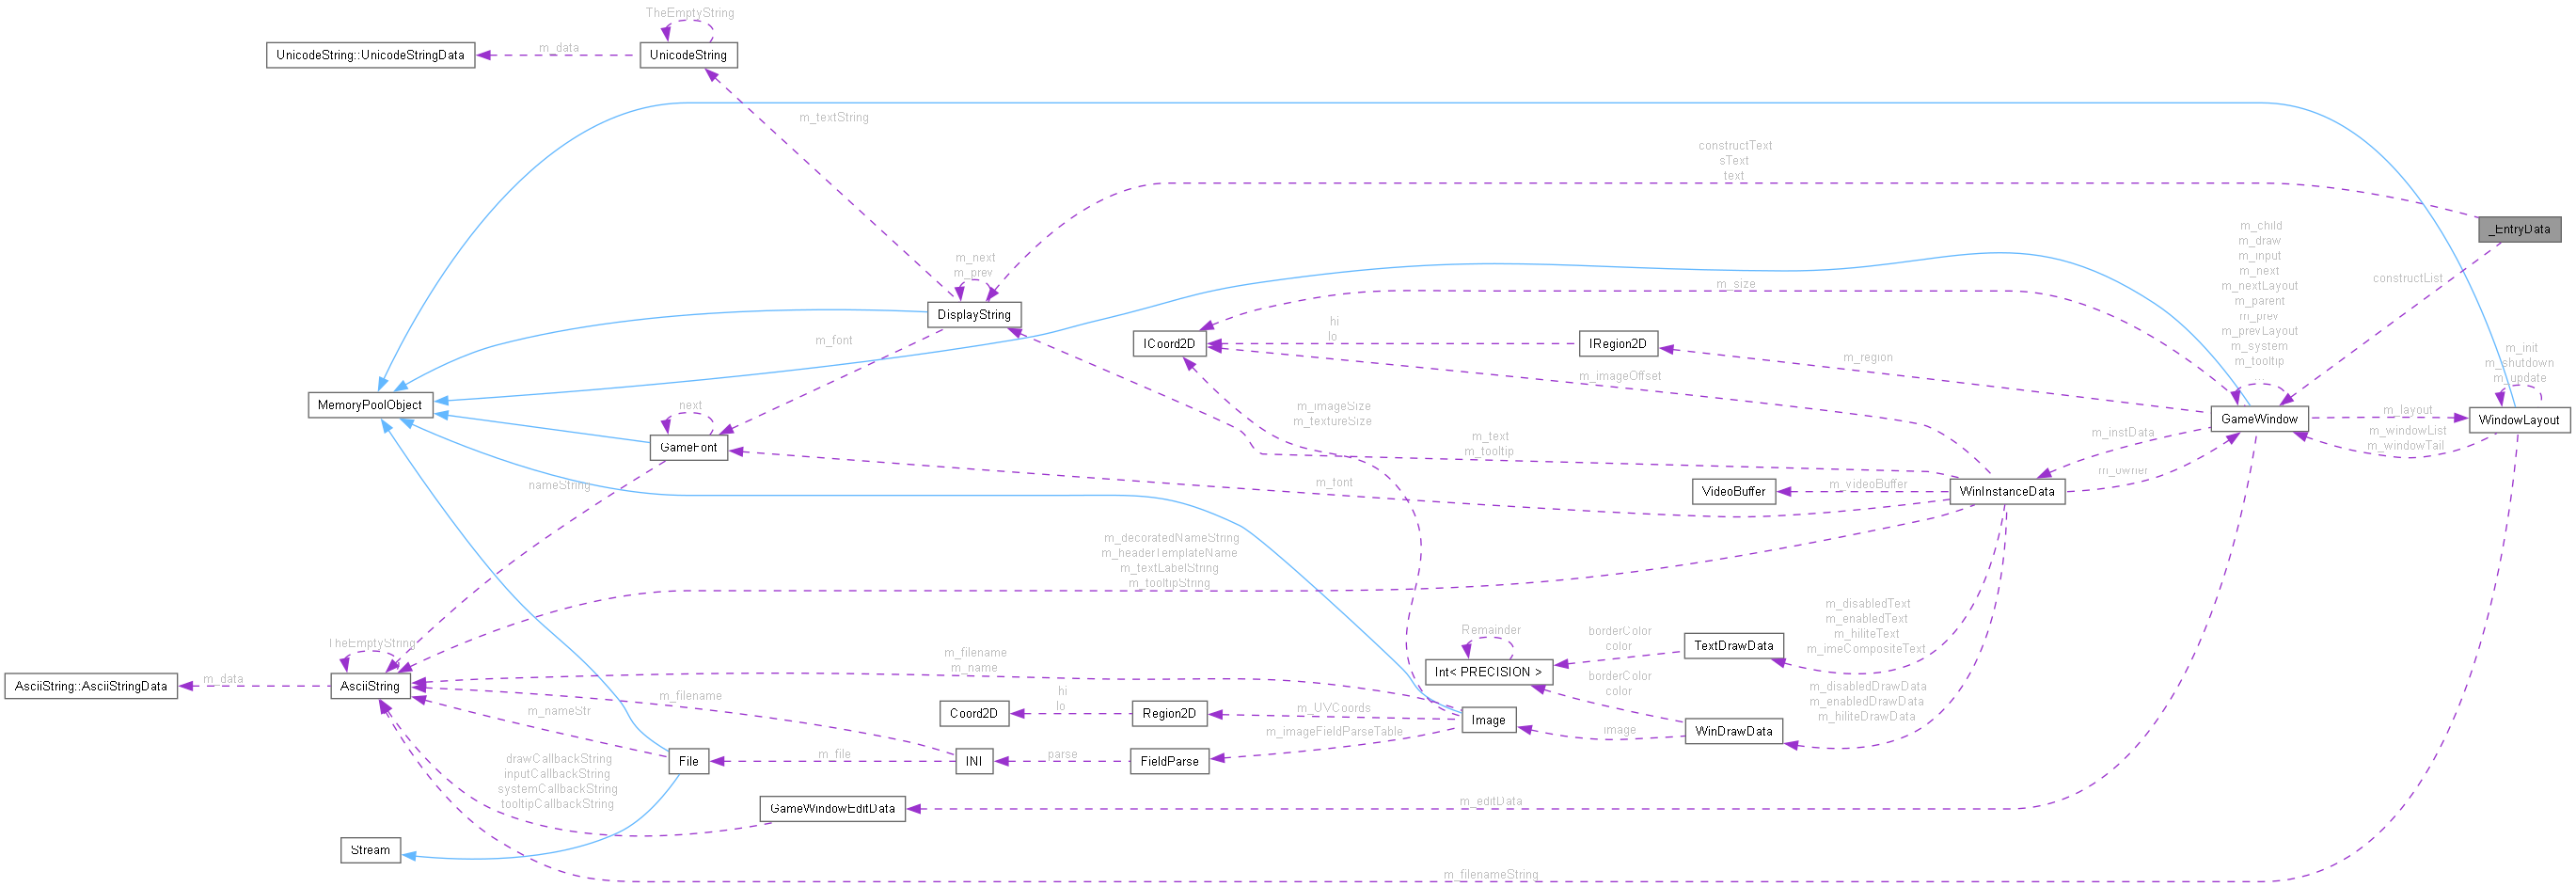 TheEmptyString
UnicodeString::UnicodeStringData
m_data
UnicodeString
m_textString
constructText
sText
text
_EntryData
m_child
m_draw
m_input
m_next
m_nextLayout
m_parent
m_prev
m_prevLayout
m_system
m_tooltip
...
constructList
m_next
m_prev
m_size
DisplayString
hi
lo
ICoord2D
IRegion2D
m_font
m_region
m_imageOffset
m_init
m_shutdown
m_update
MemoryPoolObject
next
m_imageSize
m_textureSize
GameWindow
m_layout
WindowLayout
m_windowList
m_windowTail
GameFont
m_text
m_tooltip
m_instData
m_owner
nameString
m_font
VideoBuffer
m_videoBuffer
WinInstanceData
m_decoratedNameString
m_headerTemplateName
m_textLabelString
m_tooltipString
m_disabledText
m_enabledText
m_hiliteText
m_imeCompositeText
TheEmptyString
Remainder
borderColor
color
TextDrawData
m_filename
m_name
Int< PRECISION >
AsciiString::AsciiStringData
m_data
AsciiString
m_filename
borderColor
color
m_disabledDrawData
m_enabledDrawData
m_hiliteDrawData
m_nameStr
hi
lo
Coord2D
Region2D
m_UVCoords
Image
m_imageFieldParseTable
image
WinDrawData
drawCallbackString
inputCallbackString
systemCallbackString
tooltipCallbackString
File
m_file
INI
parse
FieldParse
GameWindowEditData
m_editData
Stream
m_filenameString